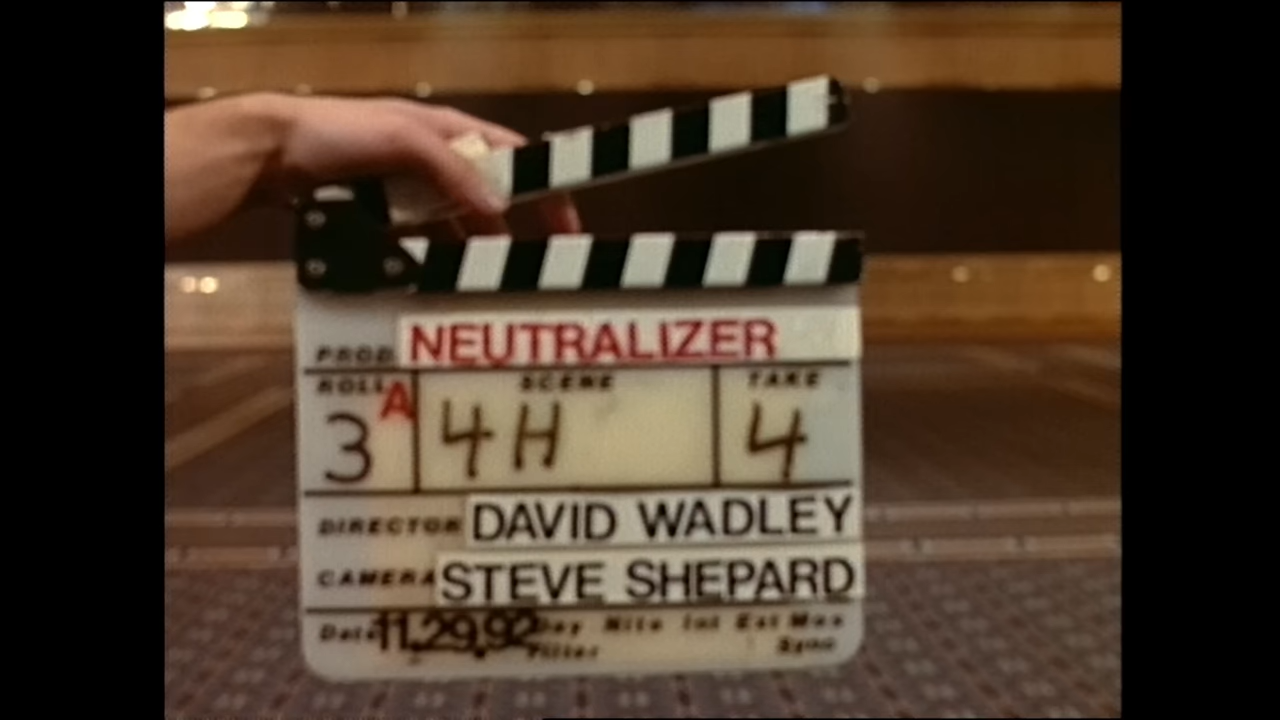 PROD. NEUTRALIZER
ROLL SCENE TAKE
A
3 4H 4
DIRECTOR DAVID WADLEY
CAMERA STEVE SHEPARD
Date 11.29.92 Day Nite Int Ext Mos
Filter Sync